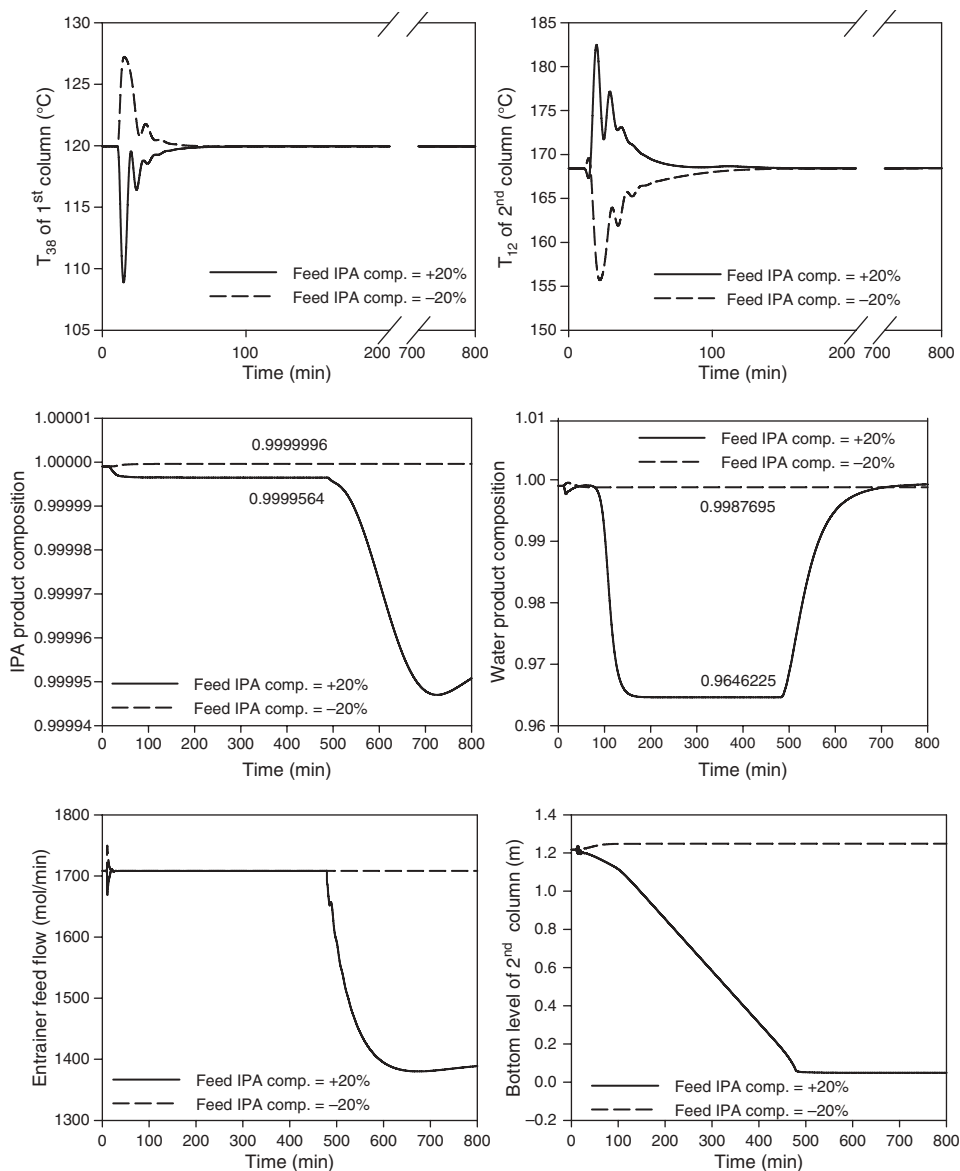 130
125
120
115
110
105
T38 of 1st column (°C)
Feed IPA comp. = +20%
Feed IPA comp. = –20%
0 100 200 700 800
Time (min)
185
180
175
170
165
160
155
150
T12 of 2nd column (°C)
Feed IPA comp. = +20%
Feed IPA comp. = –20%
0 100 200 700 800
Time (min)
1.00001
1.00000
0.99999
0.99998
0.99997
0.99996
0.99995
0.99994
IPA product composition
0.9999996
0.9999564
Feed IPA comp. = +20%
Feed IPA comp. = –20%
0 100 200 300 400 500 600 700 800
Time (min)
1.01
1.00
0.99
0.98
0.97
0.96
Water product composition
Feed IPA comp. = +20%
Feed IPA comp. = –20%
0.9987695
0.9646225
0 100 200 300 400 500 600 700 800
Time (min)
1800
1700
1600
1500
1400
1300
Entrainer feed flow (mol/min)
Feed IPA comp. = +20%
Feed IPA comp. = –20%
0 100 200 300 400 500 600 700 800
Time (min)
1.4
1.2
1.0
0.8
0.6
0.4
0.2
0.0
–0.2
Bottom level of 2nd column (m)
Feed IPA comp. = +20%
Feed IPA comp. = –20%
0 100 200 300 400 500 600 700 800
Time (min)